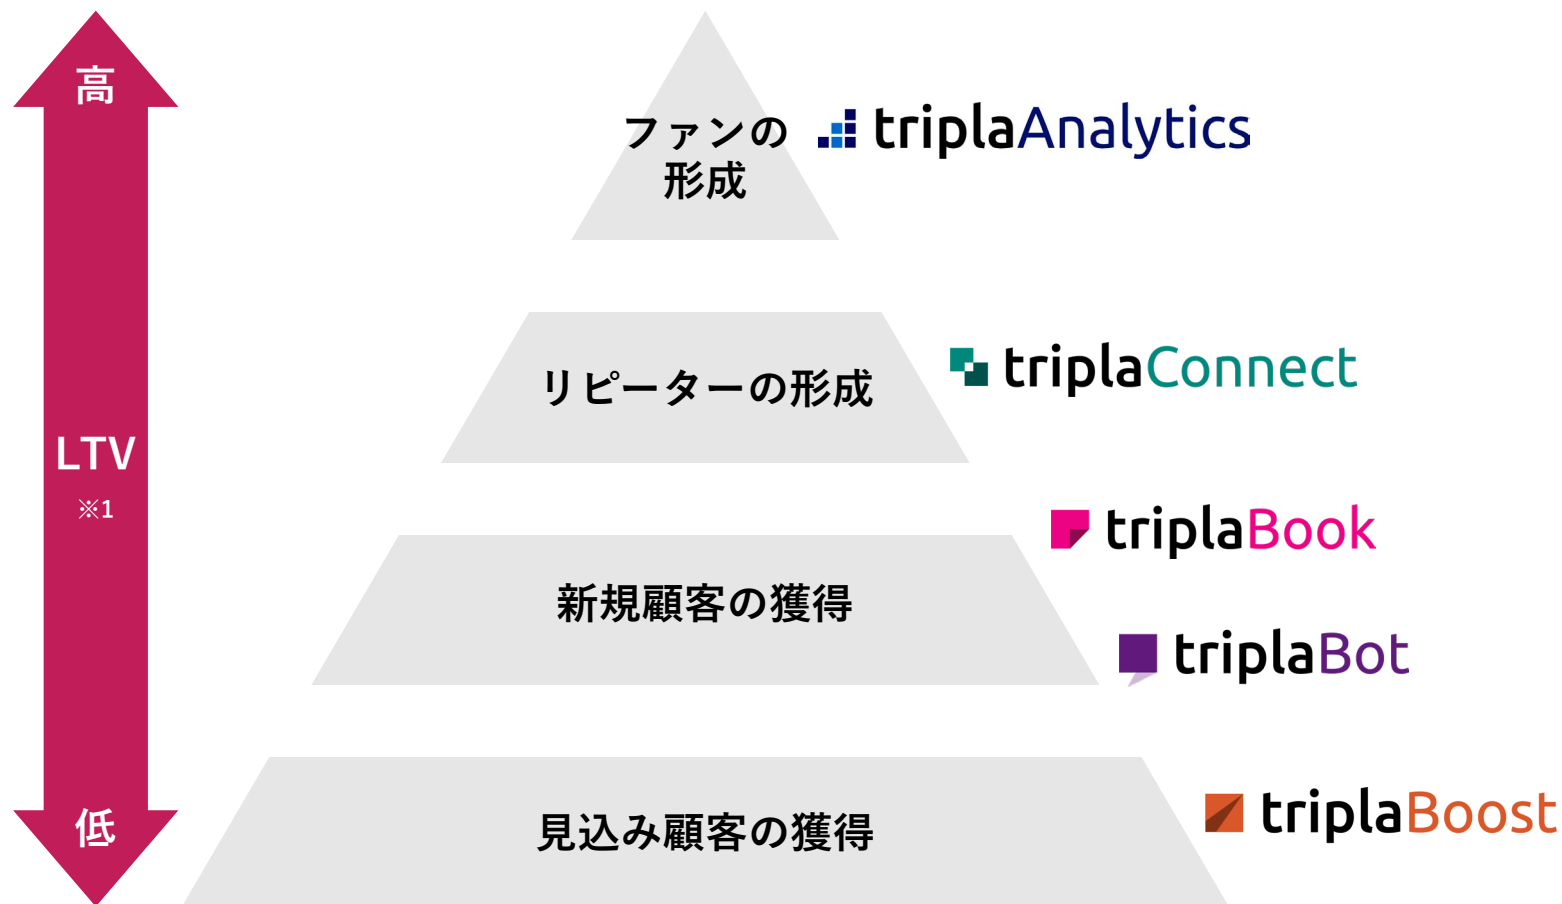 高
LTV
※1
低
ファンの
形成
triplaAnalytics
リピーターの形成
triplaConnect
新規顧客の獲得
triplaBook
triplaBot
見込み顧客の獲得
triplaBoost